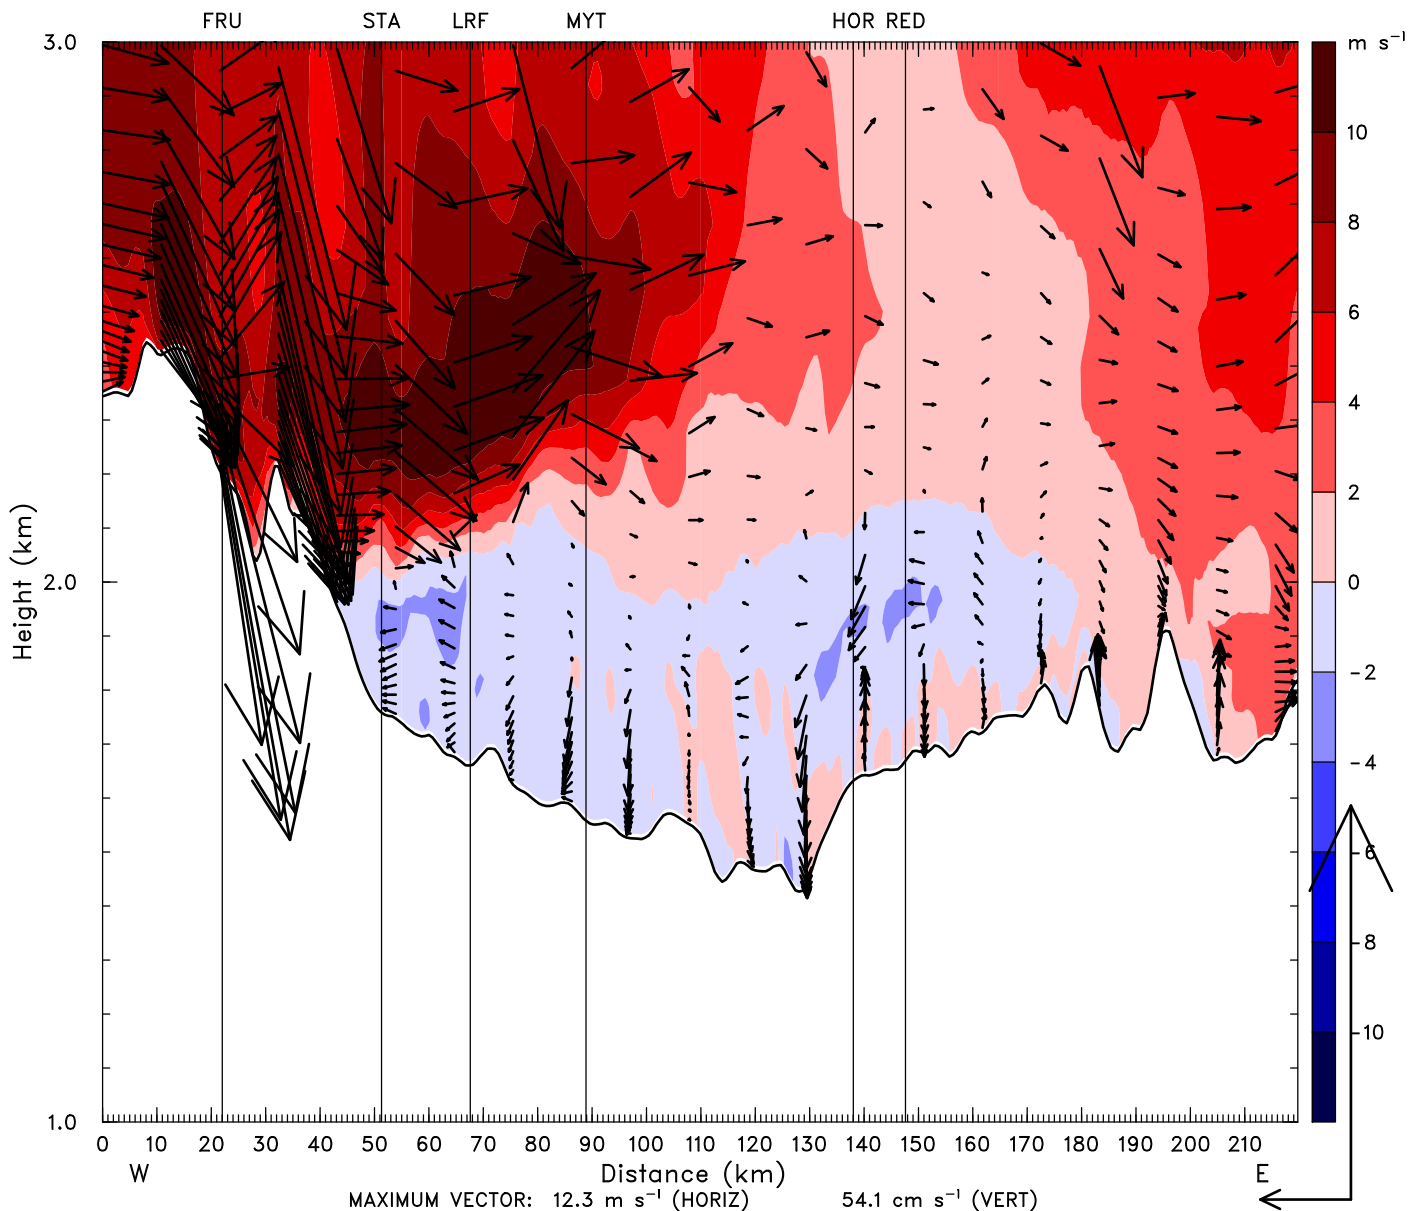 FRU STA LRF MYT HOR RED
3.0
m s⁻¹
10
8
6
4
2
2.0
0
-2
-4
-6
-8
-10
Height (km)
1.0
0 10 20 30 40 50 60 70 80 90 100 110 120 130 140 150 160 170 180 190 200 210
W Distance (km) E
MAXIMUM VECTOR: 12.3 m s⁻¹ (HORIZ) 54.1 cm s⁻¹ (VERT)